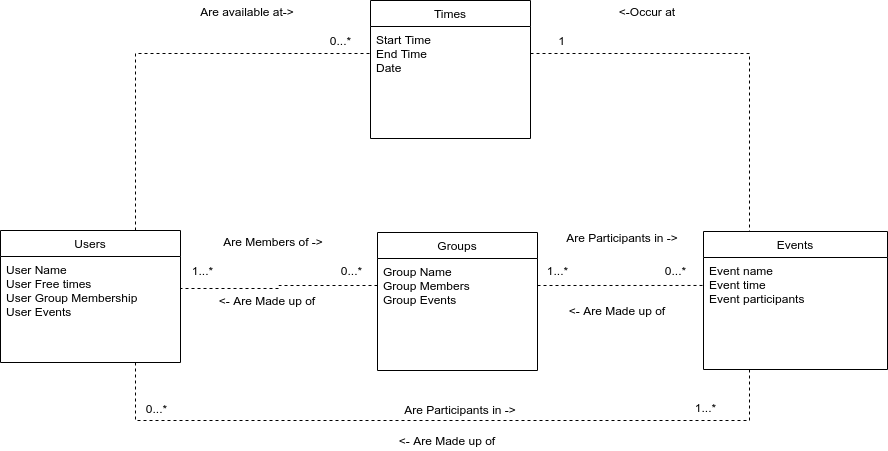 Are available at->
Times
<-Occur at
0...*
1
Start Time
End Time
Date
Users
Are Members of ->
Groups
Are Participants in ->
Events
User Name
User Free times
User Group Membership
User Events
1...*
0...*
Group Name
Group Members
Group Events
1...*
0...*
Event name
Event time
Event participants
<- Are Made up of
<- Are Made up of
0...*
Are Participants in ->
1...*
<- Are Made up of